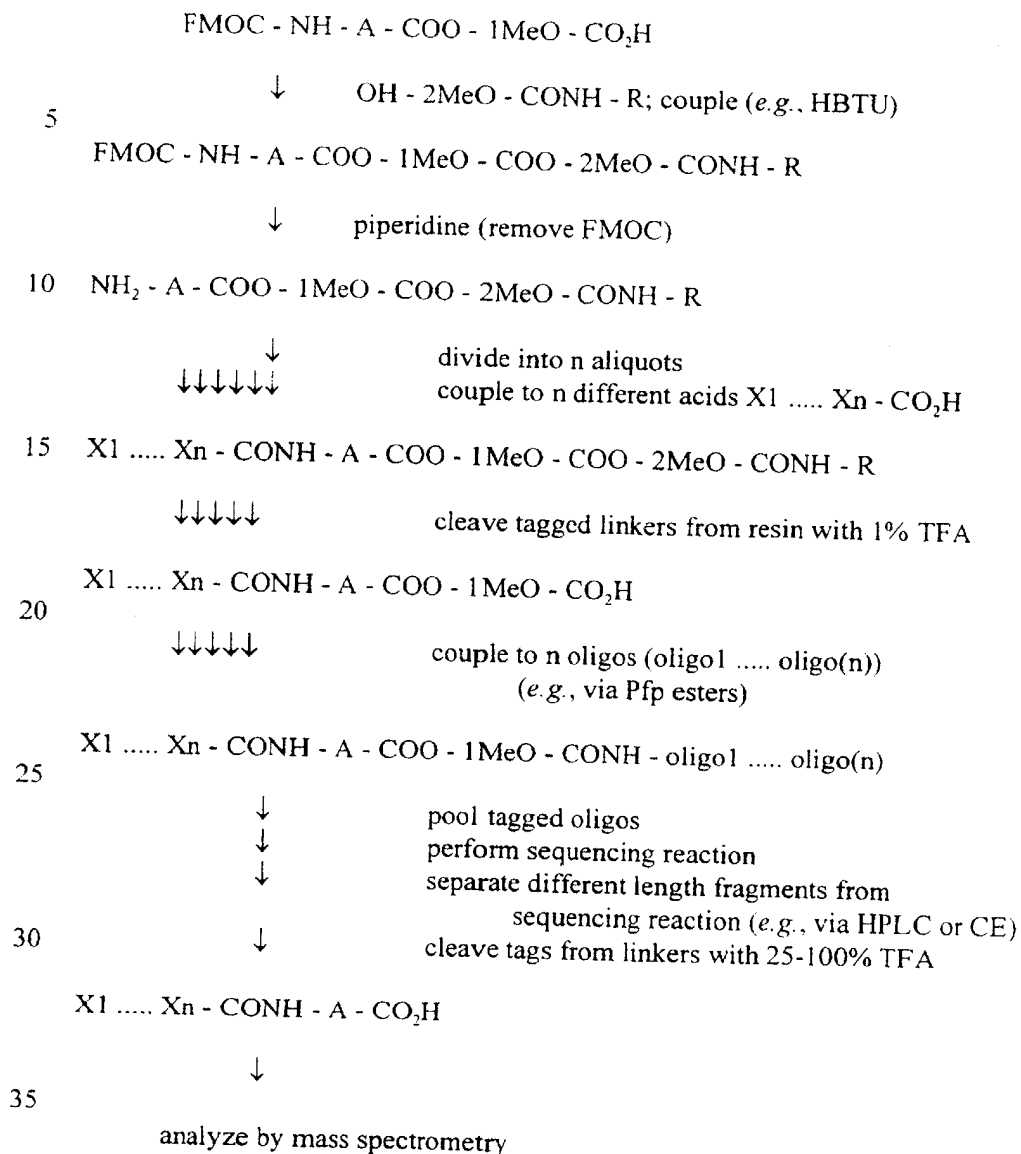 FMOC - NH - A - COO - 1MeO - CO₂H
↓ OH - 2MeO - CONH - R; couple (e.g., HBTU)
5
FMOC - NH - A - COO - 1MeO - COO - 2MeO - CONH - R
↓ piperidine (remove FMOC)
10 NH₂ - A - COO - 1MeO - COO - 2MeO - CONH - R
↓ divide into n aliquots
↓↓↓↓↓↓ couple to n different acids X1 ..... Xn - CO₂H
15 X1 ..... Xn - CONH - A - COO - 1MeO - COO - 2MeO - CONH - R
↓↓↓↓↓ cleave tagged linkers from resin with 1% TFA
X1 ..... Xn - CONH - A - COO - 1MeO - CO₂H
20
↓↓↓↓↓ couple to n oligos (oligo1 ..... oligo(n))
(e.g., via Pfp esters)
X1 ..... Xn - CONH - A - COO - 1MeO - CONH - oligo1 ..... oligo(n)
25
↓ pool tagged oligos
↓ perform sequencing reaction
↓ separate different length fragments from
sequencing reaction (e.g., via HPLC or CE)
30 ↓ cleave tags from linkers with 25-100% TFA
X1 ..... Xn - CONH - A - CO₂H
↓
35
analyze by mass spectrometry